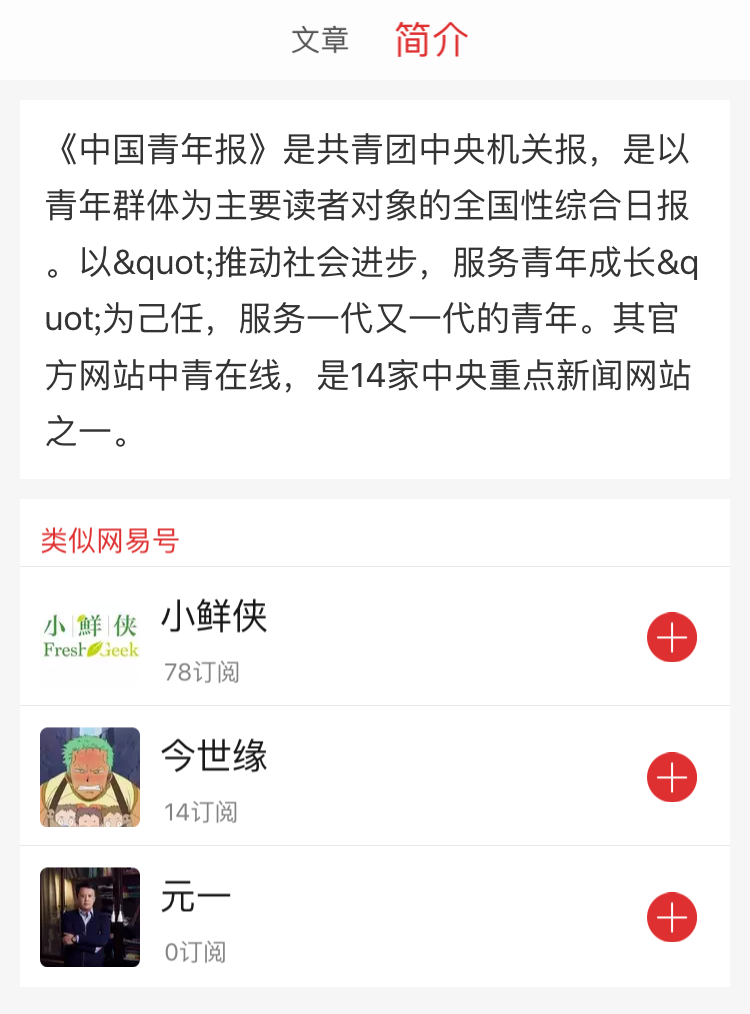 文章 简介
《中国青年报》是共青团中央机关报，是以
青年群体为主要读者对象的全国性综合日报
。以&quot;推动社会进步，服务青年成长&q
uot;为己任，服务一代又一代的青年。其官
方网站中青在线，是14家中央重点新闻网站
之一。
类似网易号
小鲜侠
小鮮侠
Fresh Geek
78订阅
今世缘
14订阅
元一
0订阅